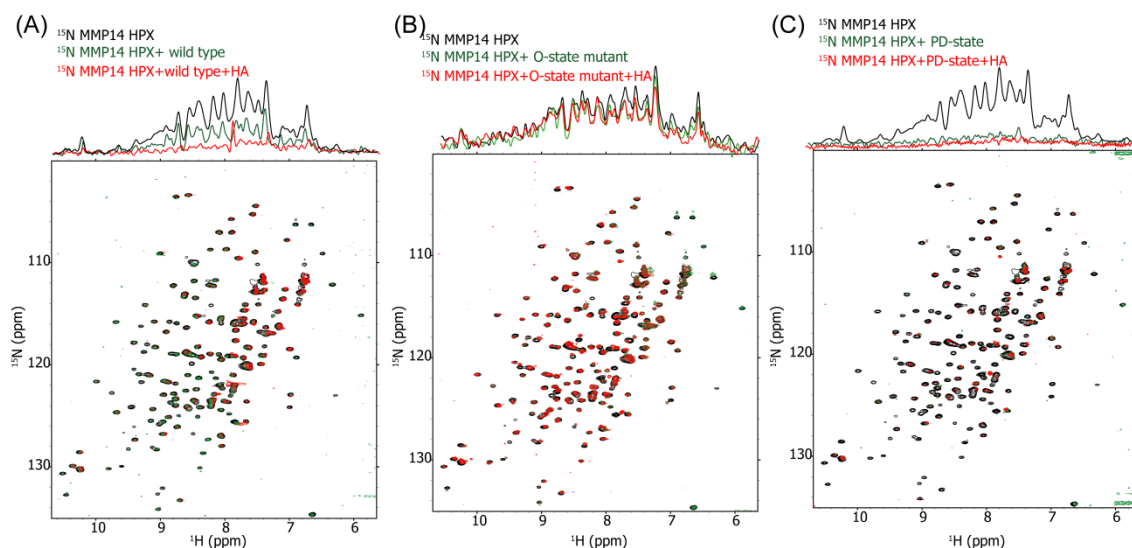 (A)
¹⁵N MMP14 HPX
¹⁵N MMP14 HPX+ wild type
¹⁵N MMP14 HPX+wild type+HA
110
120
130
¹⁵N (ppm)
10 9 8 7 6
¹H (ppm)
(B)
¹⁵N MMP14 HPX
¹⁵N MMP14 HPX+ O-state mutant
¹⁵N MMP14 HPX+O-state mutant+HA
110
120
130
¹⁵N (ppm)
10 9 8 7 6
¹H (ppm)
(C)
¹⁵N MMP14 HPX
¹⁵N MMP14 HPX+ PD-state
¹⁵N MMP14 HPX+PD-state+HA
110
120
130
¹⁵N (ppm)
10 9 8 7 6
¹H (ppm)